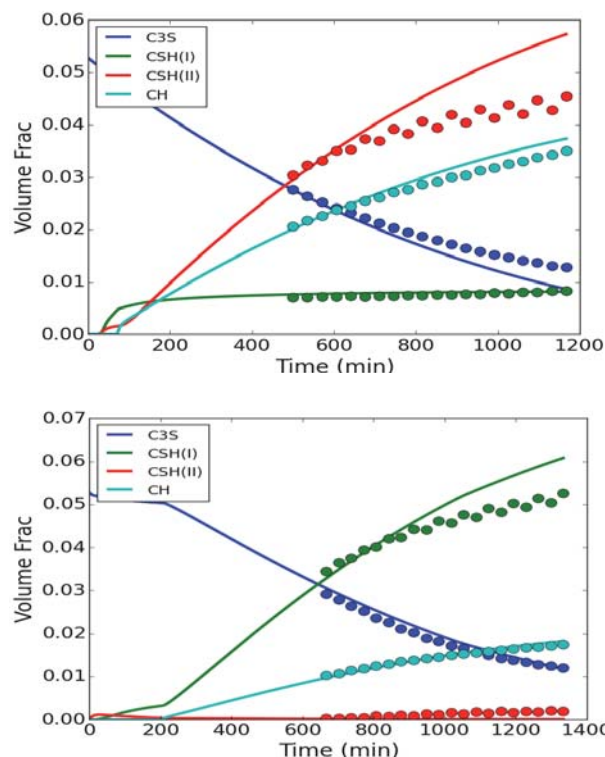 0.06
C3S
CSH(I)
CSH(II)
CH
0.05
0.04
0.03
0.02
0.01
0.00
Volume Frac
0 200 400 600 800 1000 1200
Time (min)
0.07
C3S
CSH(I)
CSH(II)
CH
0.06
0.05
0.04
0.03
0.02
0.01
0.00
Volume Frac
0 200 400 600 800 1000 1200 1400
Time (min)